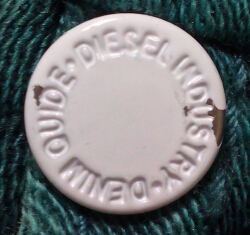 DIESEL INDUSTRY • DENIM GUIDE •